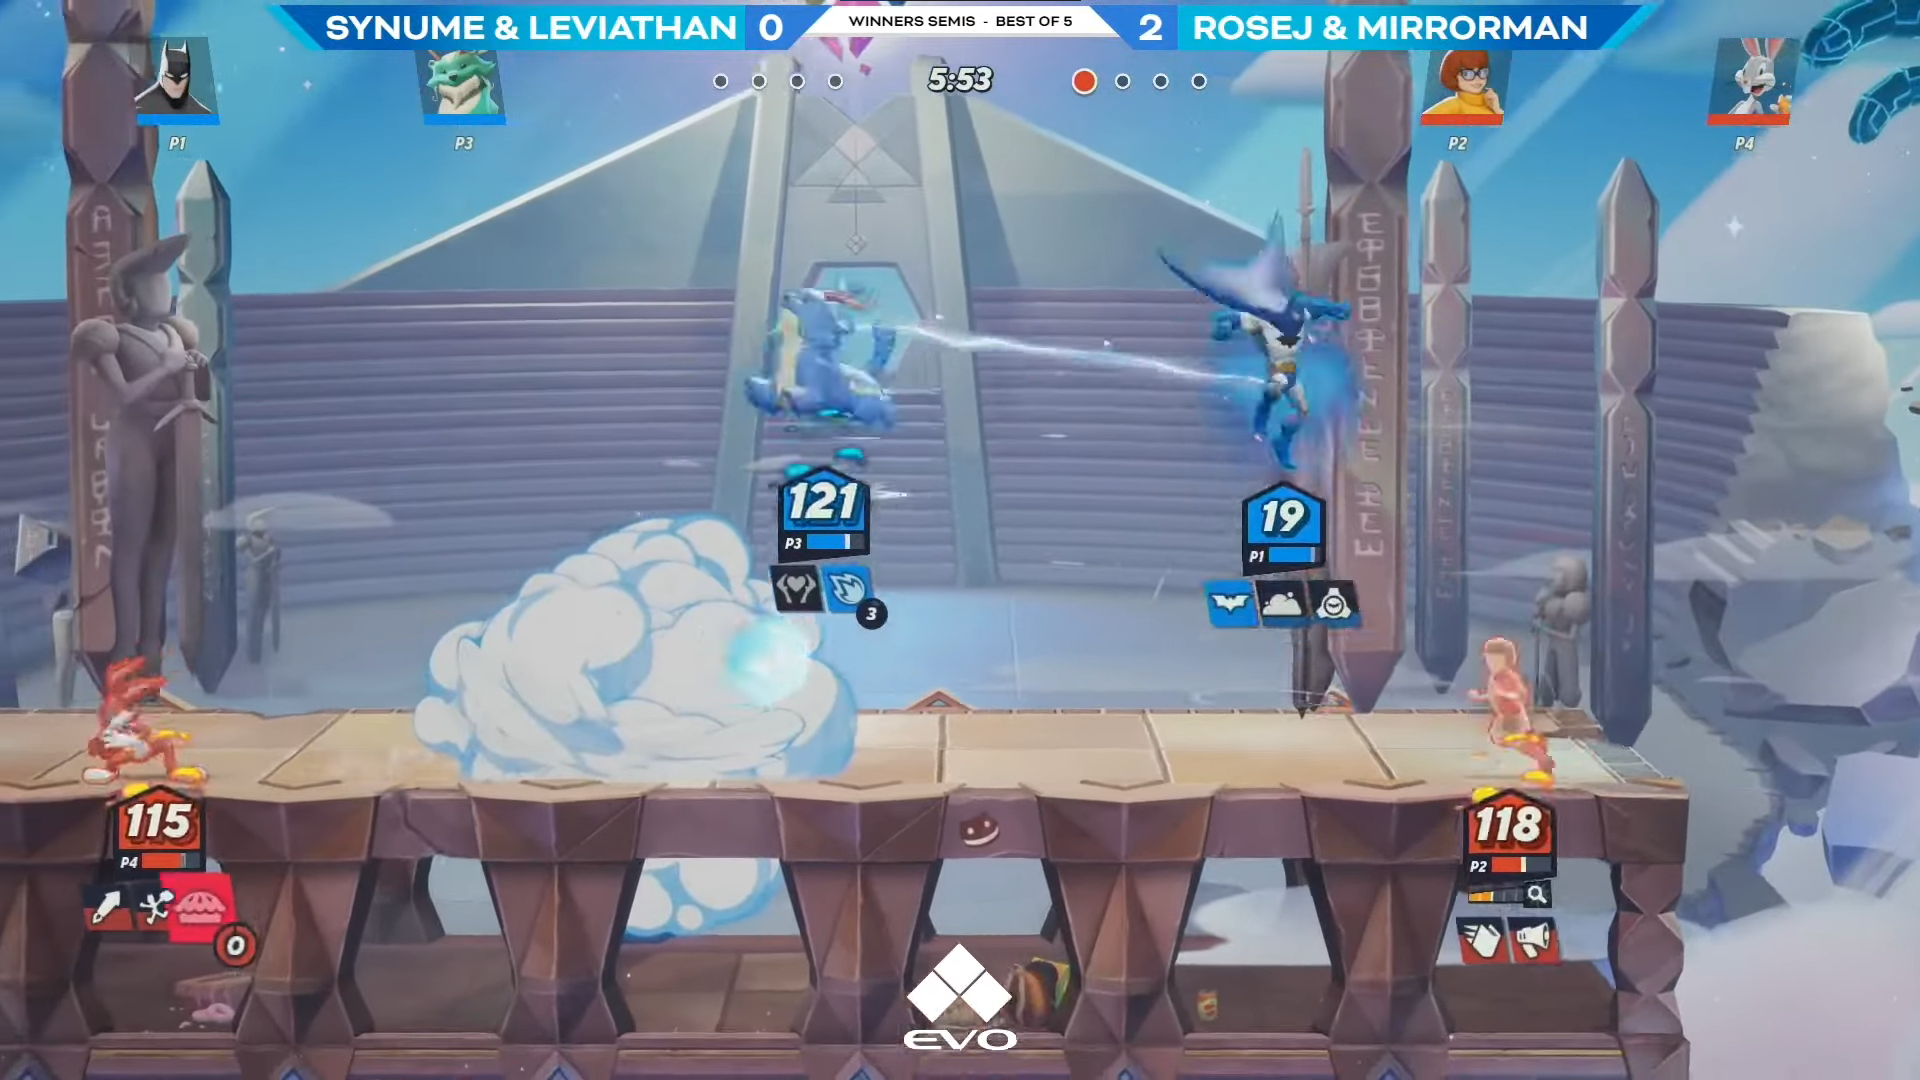 SYNUME & LEVIATHAN 0 WINNERS SEMIS - BEST OF 5 2 ROSEJ & MIRRORMAN
5:53
P1 P3 P2 P4
121
P3
3
19
P1
115
P4
0
118
P2
EVO